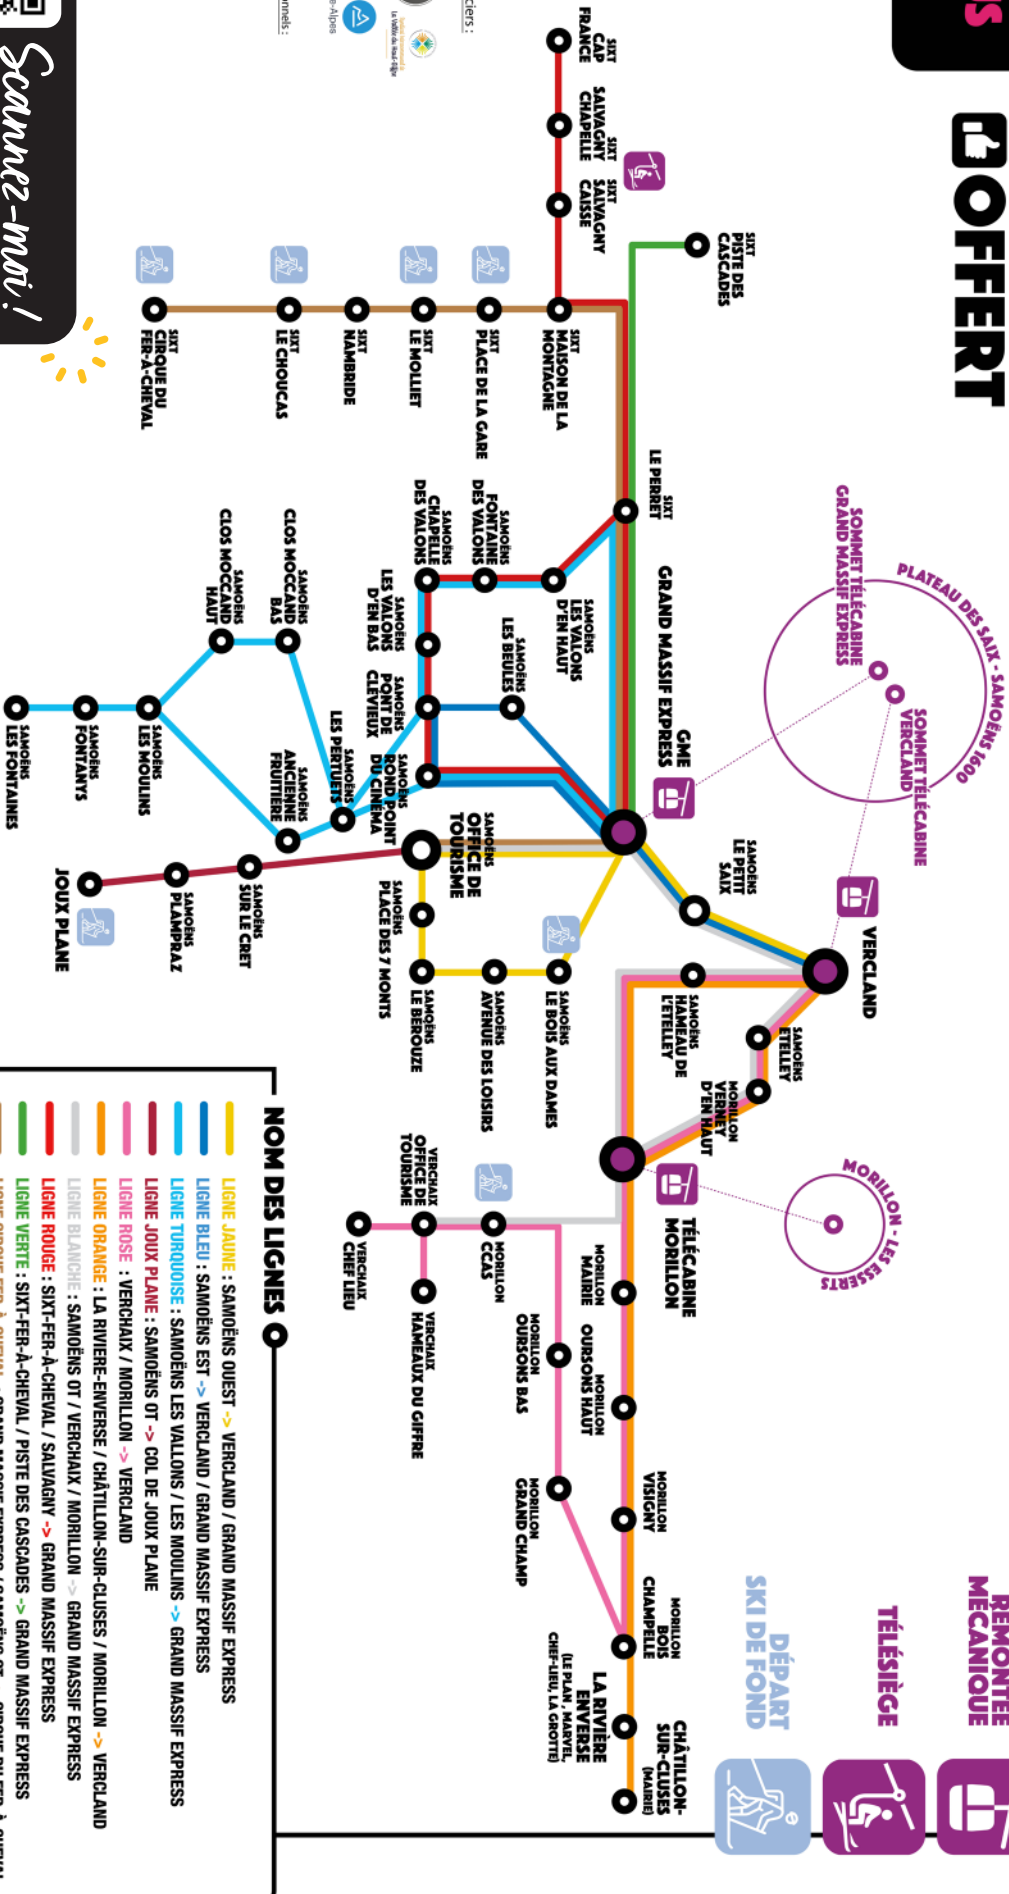 OFFERT
Scannez-moi !
SIXT
CAP
FRANCE
SIXT
SALVAGNY
CHAPELLE
SIXT
SALVAGNY
CAISSE
SIXT
PISTE DES
CASCADES
SIXT
MAISON DE LA
MONTAGNE
SIXT
PLACE DE LA GARE
SIXT
LE MOLLIET
SIXT
NAMBRIDE
SIXT
LE CHOUCAS
SIXT
CIRQUE DU
FER-À-CHEVAL
SIXT
LE PERRET
PLATEAU DES SAIX - SAMOËNS 1600
SOMMET TÉLÉCABINE
GRAND MASSIF EXPRESS
SOMMET TÉLÉCABINE
VERCLAND
GME
GRAND MASSIF EXPRESS
SAMOËNS
LES VALLONS
D'EN HAUT
SAMOËNS
FONTAINE
DES VALONS
SAMOËNS
CHAPELLE
DES VALONS
SAMOËNS
LES VALONS
D'EN BAS
SAMOËNS
LES BEULES
SAMOËNS
PONT DE
CLEVIEUX
SAMOËNS
ROND POINT
DU CINÉMA
SAMOËNS
LES PERTUETS
SAMOËNS
CLOS MOCCAND
BAS
SAMOËNS
CLOS MOCCAND
HAUT
SAMOËNS
ANCIENNE
FRUITIÈRE
SAMOËNS
LES MOULINS
SAMOËNS
FONTANYS
SAMOËNS
LES FONTAINES
SAMOËNS
OFFICE DE
TOURISME
SAMOËNS
SUR LE CRET
SAMOËNS
PLAMPRAZ
JOUX PLANE
SAMOËNS
PLACE DES 7 MONTS
SAMOËNS
LE BÉROUZE
SAMOËNS
AVENUE DES LOISIRS
SAMOËNS
LE BOIS AUX DAMES
SAMOËNS
LE PETIT
SAIX
VERCLAND
SAMOËNS
HAMEAU DE
L'ETELLEY
SAMOËNS
ETELLEY
MORILLON
VERNEY
D'EN HAUT
TÉLÉCABINE
MORILLON
MORILLON - LES ESSERTS
VERCHAIX
OFFICE DE
TOURISME
VERCHAIX
CHEF LIEU
VERCHAIX
HAMEAUX DU GIFFRE
MORILLON
CCAS
MORILLON
MAIRIE
MORILLON
OURSONS BAS
MORILLON
OURSONS HAUT
MORILLON
GRAND CHAMP
MORILLON
VISIGNY
MORILLON
BOIS
CHAMPELLE
LA RIVIÈRE
ENVERSE
(LE PLAN, MARVEL,
CHEF-LIEU, LA GROTTE)
CHÂTILLON-
SUR-CLUSES
(MAIRIE)
REMONTÉE
MÉCANIQUE
TÉLÉSIÈGE
DÉPART
SKI DE FOND
NOM DES LIGNES
LIGNE JAUNE : SAMOËNS OUEST -> VERCLAND / GRAND MASSIF EXPRESS
LIGNE BLEU : SAMOËNS EST -> VERCLAND / GRAND MASSIF EXPRESS
LIGNE TURQUOISE : SAMOËNS LES VALLONS / LES MOULINS -> GRAND MASSIF EXPRESS
LIGNE JOUX PLANE : SAMOËNS OT -> COL DE JOUX PLANE
LIGNE ROSE : VERCHAIX / MORILLON -> VERCLAND
LIGNE ORANGE : LA RIVIERE-ENVERSE / CHÂTILLON-SUR-CLUSES / MORILLON -> VERCLAND
LIGNE BLANCHE : SAMOËNS OT / VERCHAIX / MORILLON -> GRAND MASSIF EXPRESS
LIGNE ROUGE : SIXT-FER-À-CHEVAL / SALVAGNY -> GRAND MASSIF EXPRESS
LIGNE VERTE : SIXT-FER-À-CHEVAL / PISTE DES CASCADES -> GRAND MASSIF EXPRESS